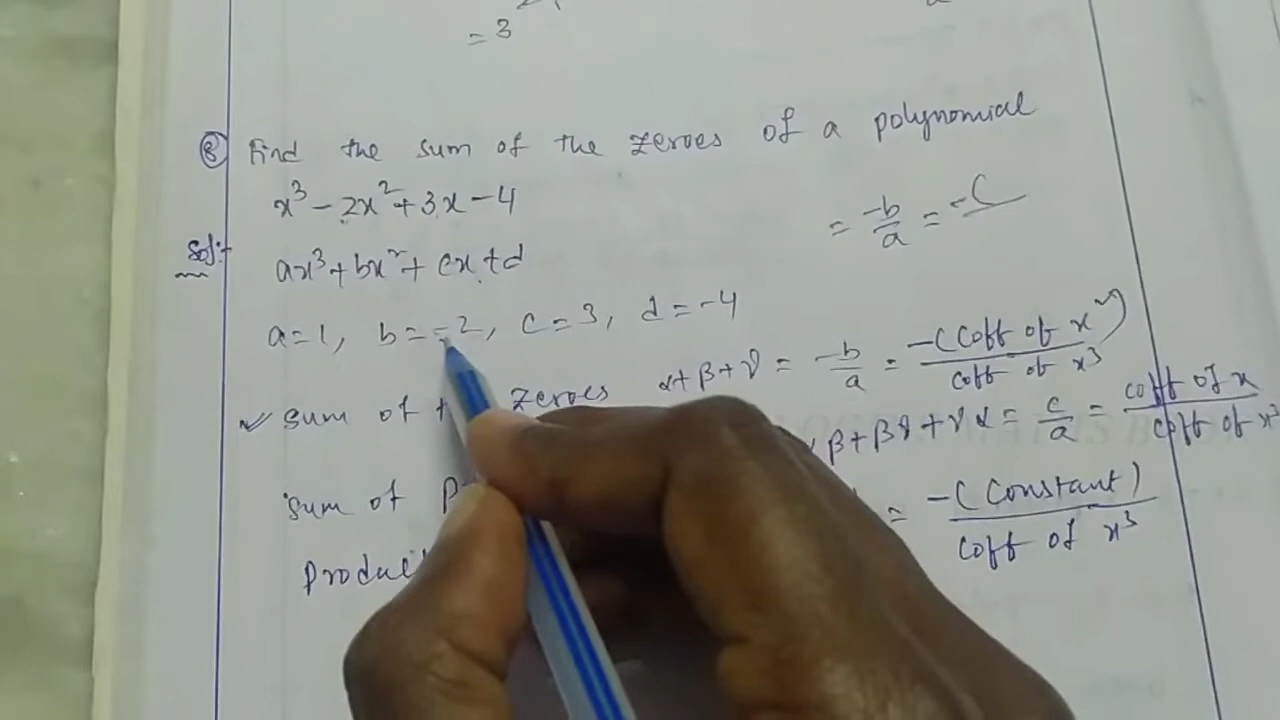 = 3
⑧ Find the sum of the zeroes of a polynomial
x³ - 2x² + 3x - 4
Sol:- ax³ + bx² + cx + d
= -b/a = -(
a = 1, b = -2, c = 3, d = -4
✓ sum of zeroes α + β + γ = -b/a = -(Coff of x²)/coff of x³
sum of β + βγ + γα = c/a = coff of x/coff of x³
Produc = -(Constant)/Coff of x³